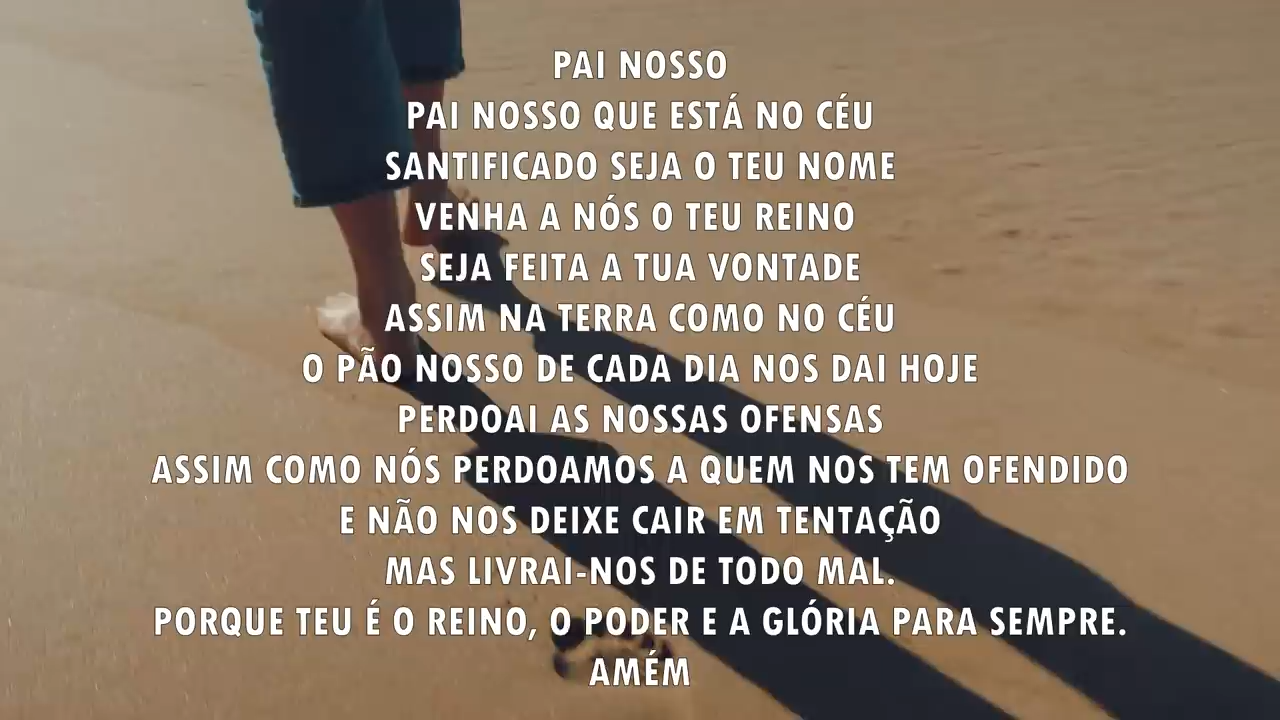 PAI NOSSO
PAI NOSSO QUE ESTÁ NO CÉU
SANTIFICADO SEJA O TEU NOME
VENHA A NÓS O TEU REINO
SEJA FEITA A TUA VONTADE
ASSIM NA TERRA COMO NO CÉU
O PÃO NOSSO DE CADA DIA NOS DAI HOJE
PERDOAI AS NOSSAS OFENSAS
ASSIM COMO NÓS PERDOAMOS A QUEM NOS TEM OFENDIDO
E NÃO NOS DEIXE CAIR EM TENTAÇÃO
MAS LIVRAI-NOS DE TODO MAL.
PORQUE TEU É O REINO, O PODER E A GLÓRIA PARA SEMPRE.
AMÉM